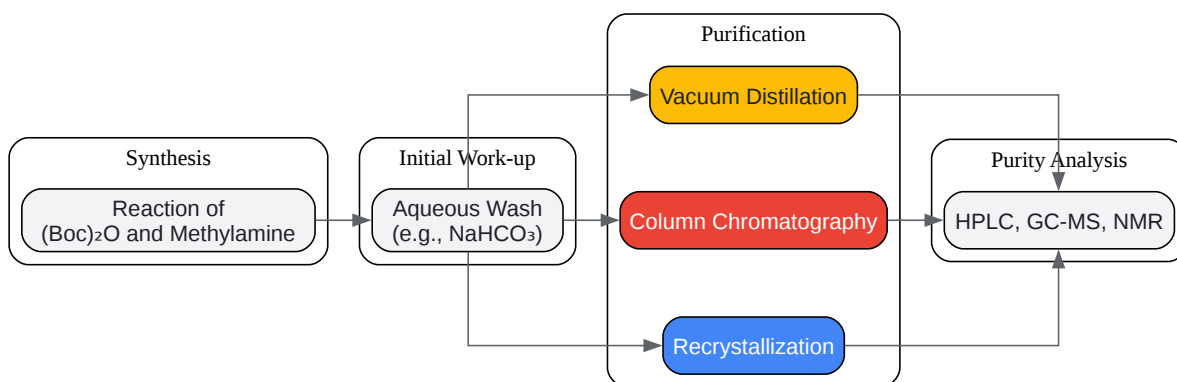 Synthesis
Reaction of
(Boc)₂O and Methylamine
Initial Work-up
Aqueous Wash
(e.g., NaHCO₃)
Purification
Vacuum Distillation
Column Chromatography
Recrystallization
Purity Analysis
HPLC, GC-MS, NMR